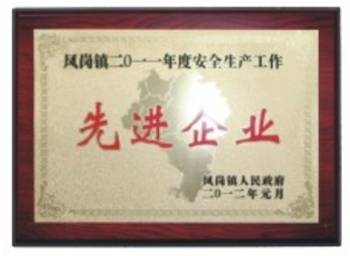 凤岗镇二〇一一年度安全生产工作
先进企业
凤岗镇人民政府
二〇一二年元月